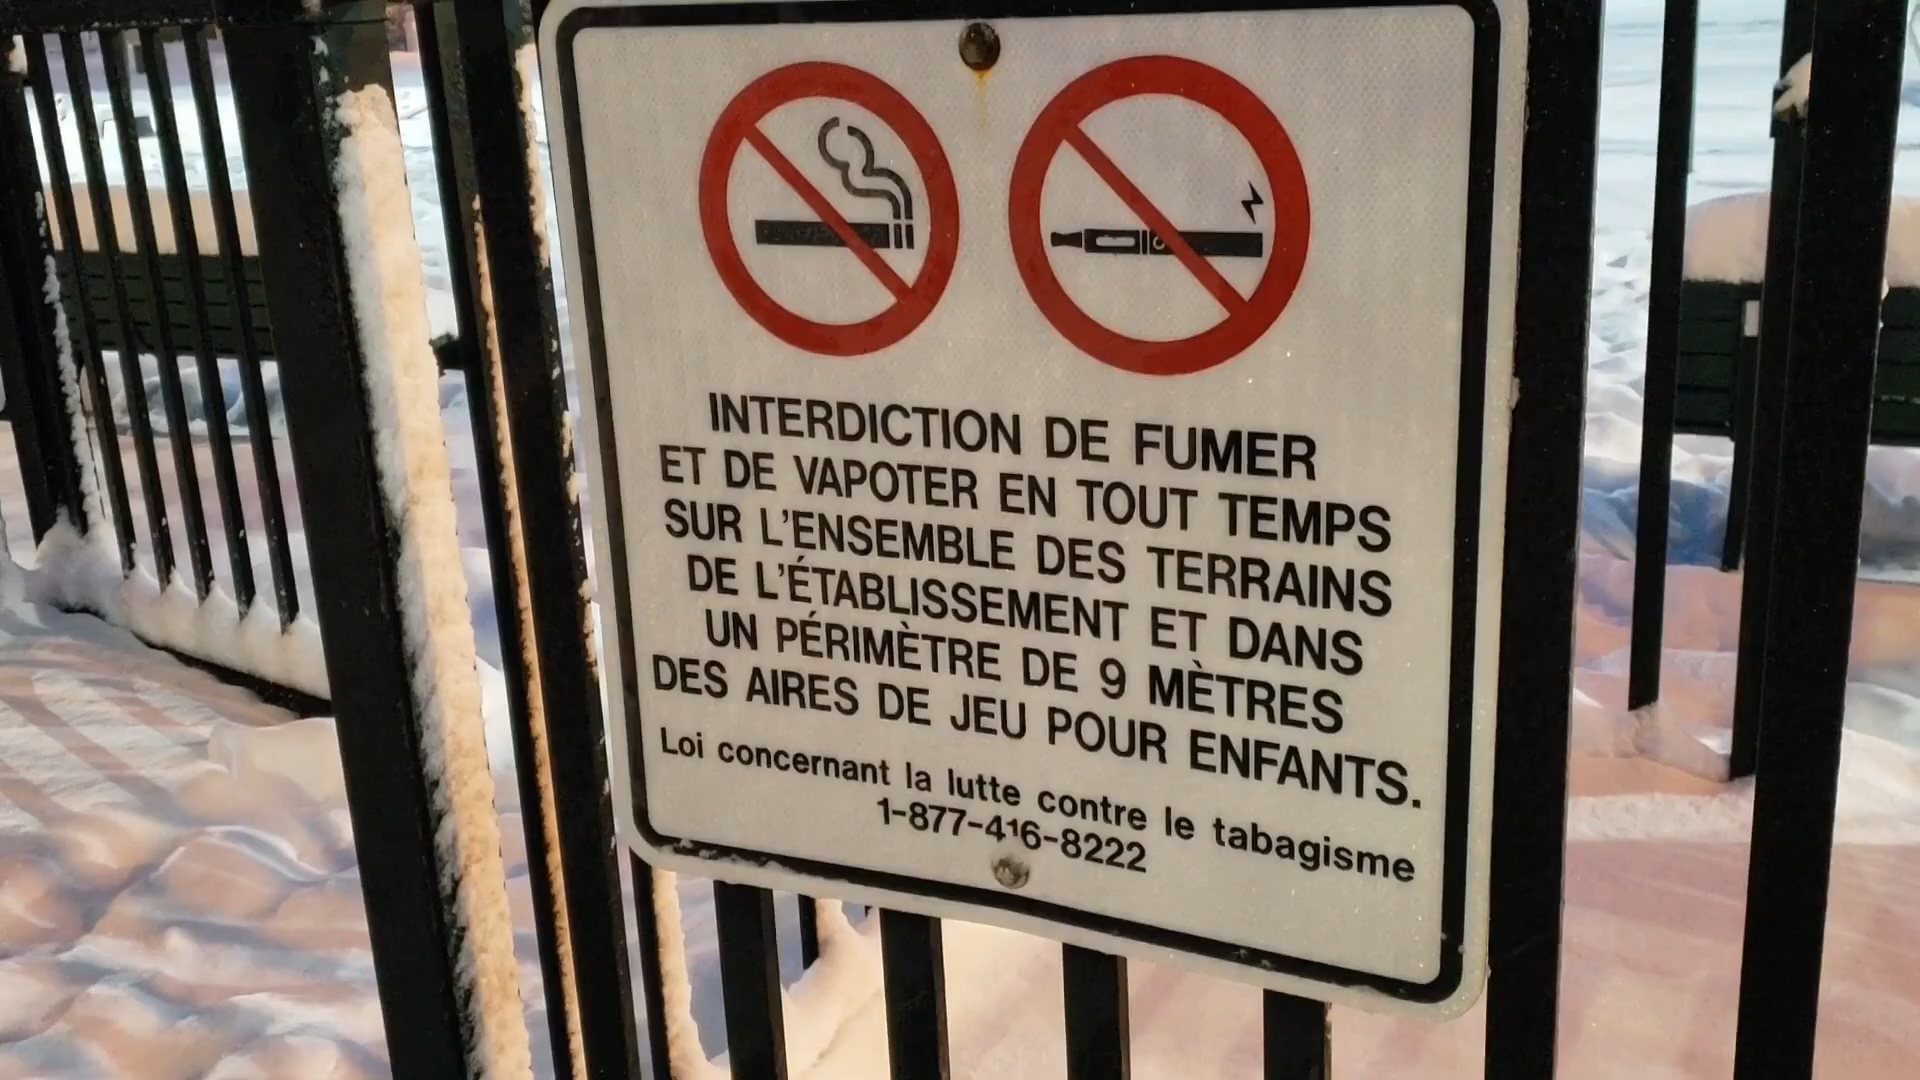 INTERDICTION DE FUMER
ET DE VAPOTER EN TOUT TEMPS
SUR L'ENSEMBLE DES TERRAINS
DE L'ÉTABLISSEMENT ET DANS
UN PÉRIMÈTRE DE 9 MÈTRES
DES AIRES DE JEU POUR ENFANTS.
Loi concernant la lutte contre le tabagisme
1-877-416-8222